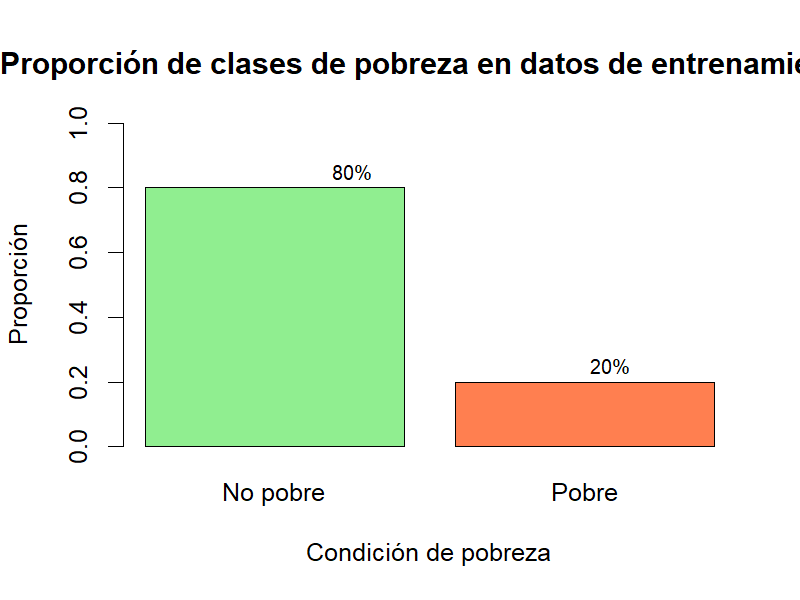 Proporción de clases de pobreza en datos de entrenamie
1.0
0.8
0.6
0.4
0.2
0.0
Proporción
80%
20%
No pobre
Pobre
Condición de pobreza